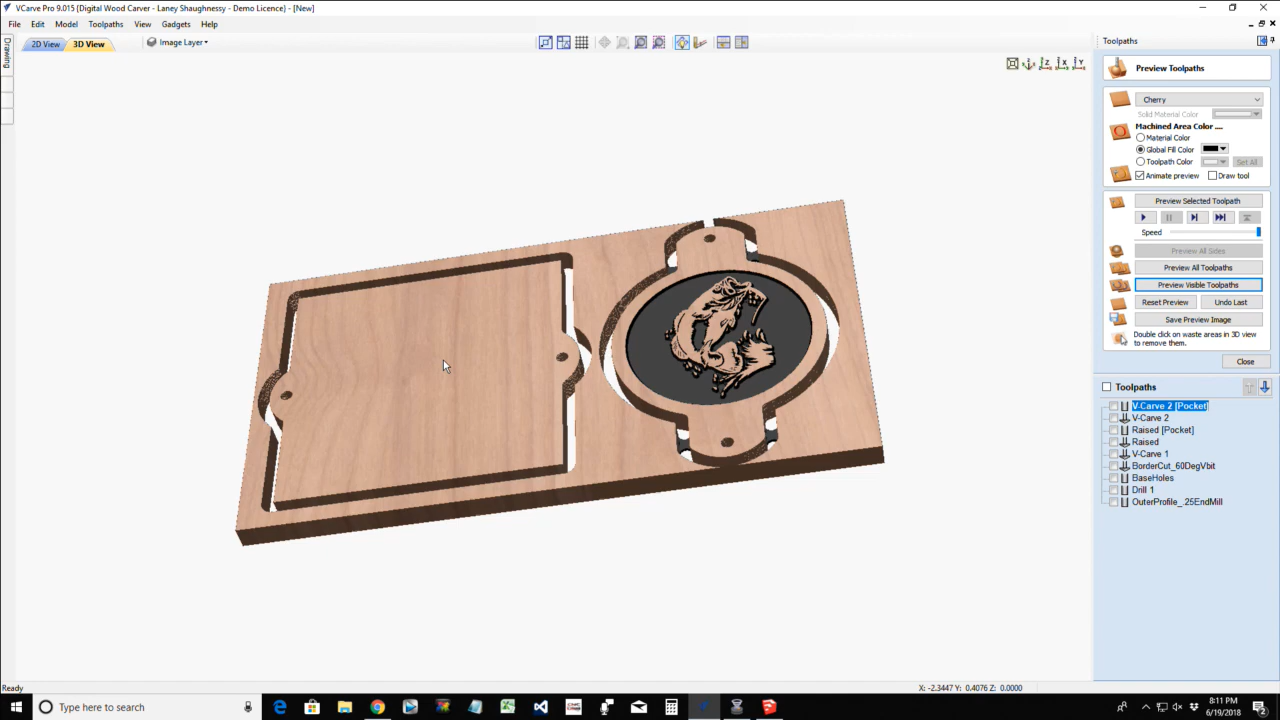 VCarve Pro 9.015 {Digital Wood Carver - Laney Shaughnessy - Demo Licence} - [New]
File Edit Model Toolpaths View Gadgets Help
2D View 3D View Image Layer
Drawing
Toolpaths
Preview Toolpaths
Cherry
Solid Material Color
Machined Area Color ....
Material Color
Global Fill Color
Toolpath Color Set All
Animate preview Draw tool
Preview Selected Toolpath
Speed
Preview All Sides
Preview All Toolpaths
Preview Visible Toolpaths
Reset Preview Undo Last
Save Preview Image
Double click on waste areas in 3D view
to remove them.
Close
Toolpaths
V-Carve 2 [Pocket]
V-Carve 2
Raised [Pocket]
Raised
V-Carve 1
BorderCut_60DegVbit
BaseHoles
Drill 1
OuterProfile_.25EndMill
Z X Y
Ready
X: -2.3447 Y: 0.4076 Z: 0.0000
Type here to search
8:11 PM
6/19/2018
2